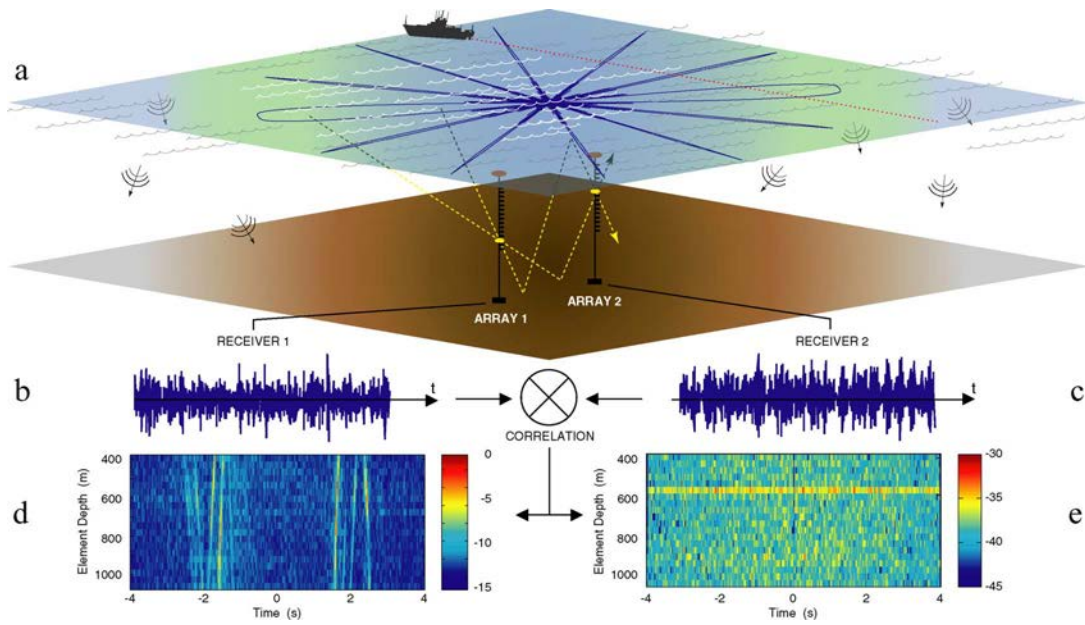 a
ARRAY 1
ARRAY 2
RECEIVER 1
RECEIVER 2
b
t
t
c
CORRELATION
d
400
600
800
1000
Element Depth (m)
-4
-2
0
2
4
Time (s)
0
-5
-10
-15
400
600
800
1000
Element Depth (m)
-4
-2
0
2
4
Time (s)
-30
-35
-40
-45
e